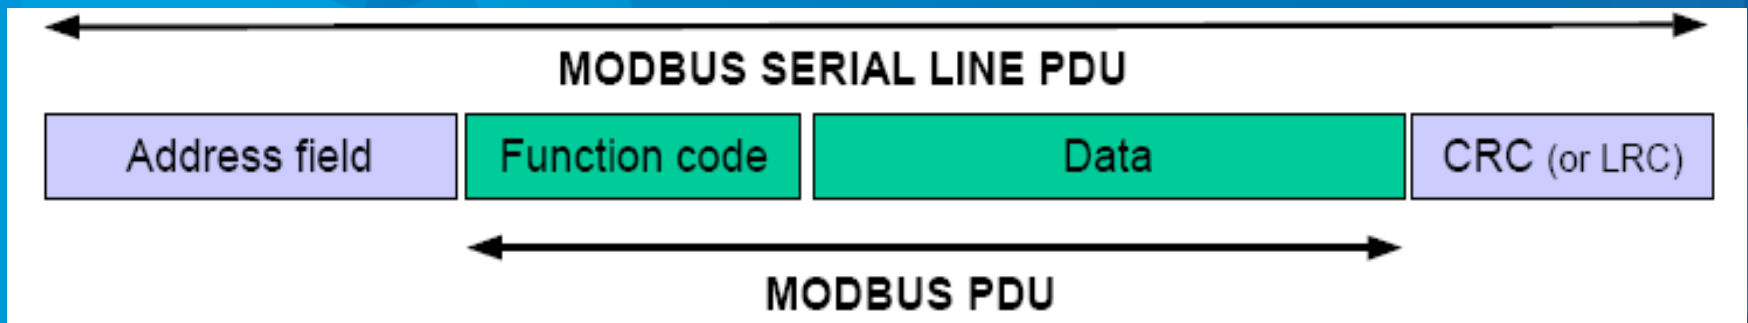 MODBUS SERIAL LINE PDU
Address field Function code Data CRC (or LRC)
MODBUS PDU